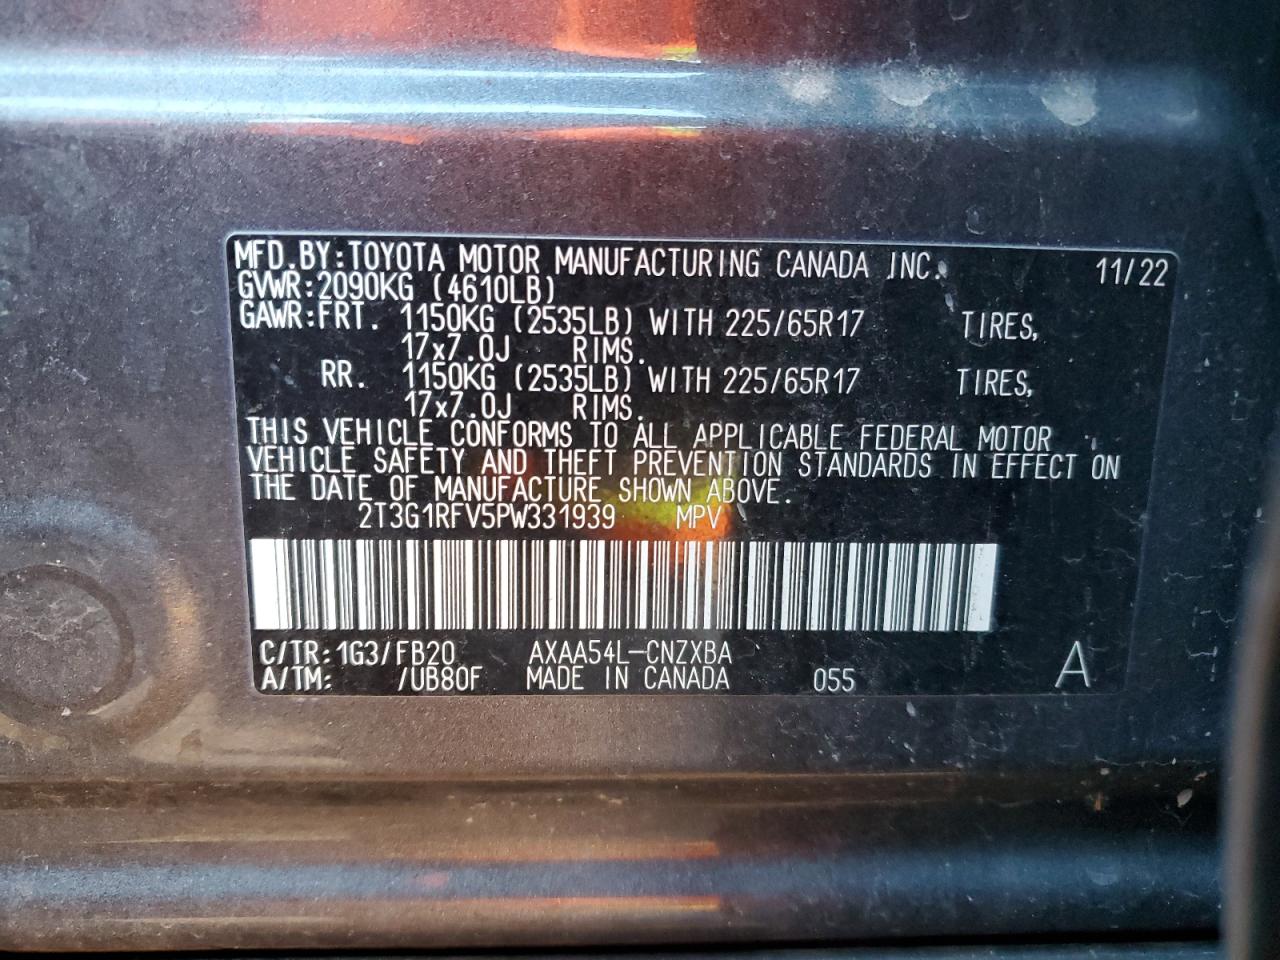 MFD.BY:TOYOTA MOTOR MANUFACTURING CANADA INC. 11/22
GVWR:2090KG (4610LB)
GAWR:FRT. 1150KG (2535LB) WITH 225/65R17 TIRES,
17x7.0J RIMS.
RR. 1150KG (2535LB) WITH 225/65R17 TIRES,
17x7.0J RIMS.
THIS VEHICLE CONFORMS TO ALL APPLICABLE FEDERAL MOTOR
VEHICLE SAFETY AND THEFT PREVENTION STANDARDS IN EFFECT ON
THE DATE OF MANUFACTURE SHOWN ABOVE.
2T3G1RFV5PW331939 MPV
C/TR:1G3/FB20 AXAA54L-CNZXBA
A/TM: /UB80F MADE IN CANADA 055 A